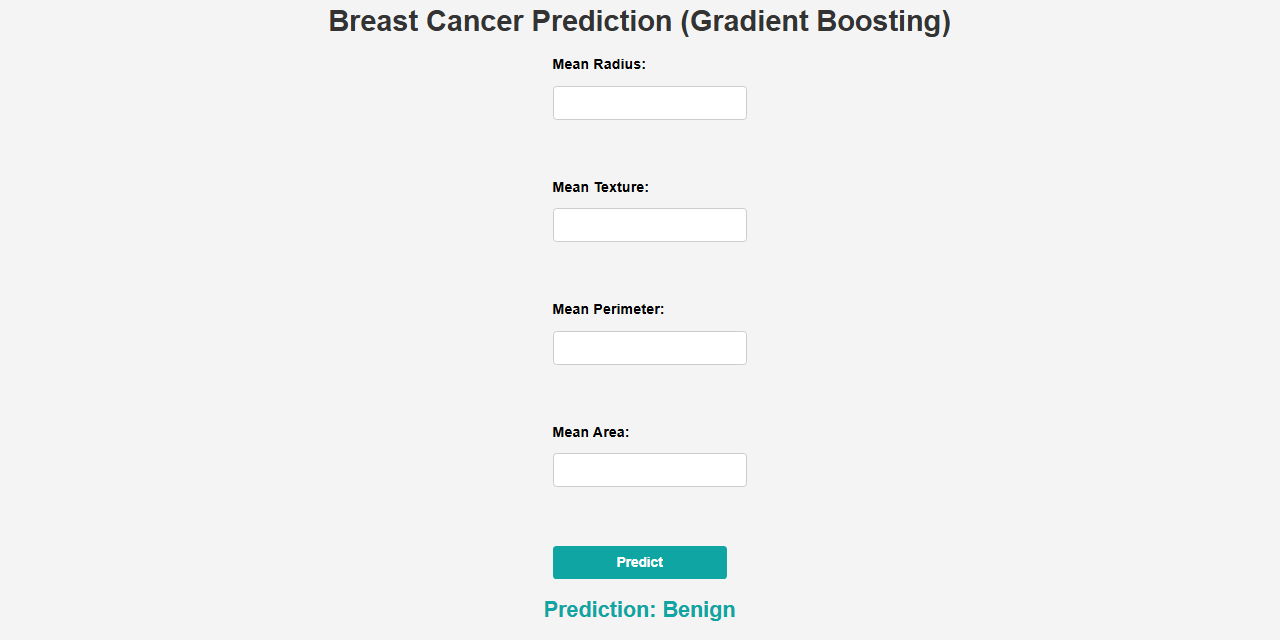 Breast Cancer Prediction (Gradient Boosting)
Mean Radius:
Mean Texture:
Mean Perimeter:
Mean Area:
Predict
Prediction: Benign